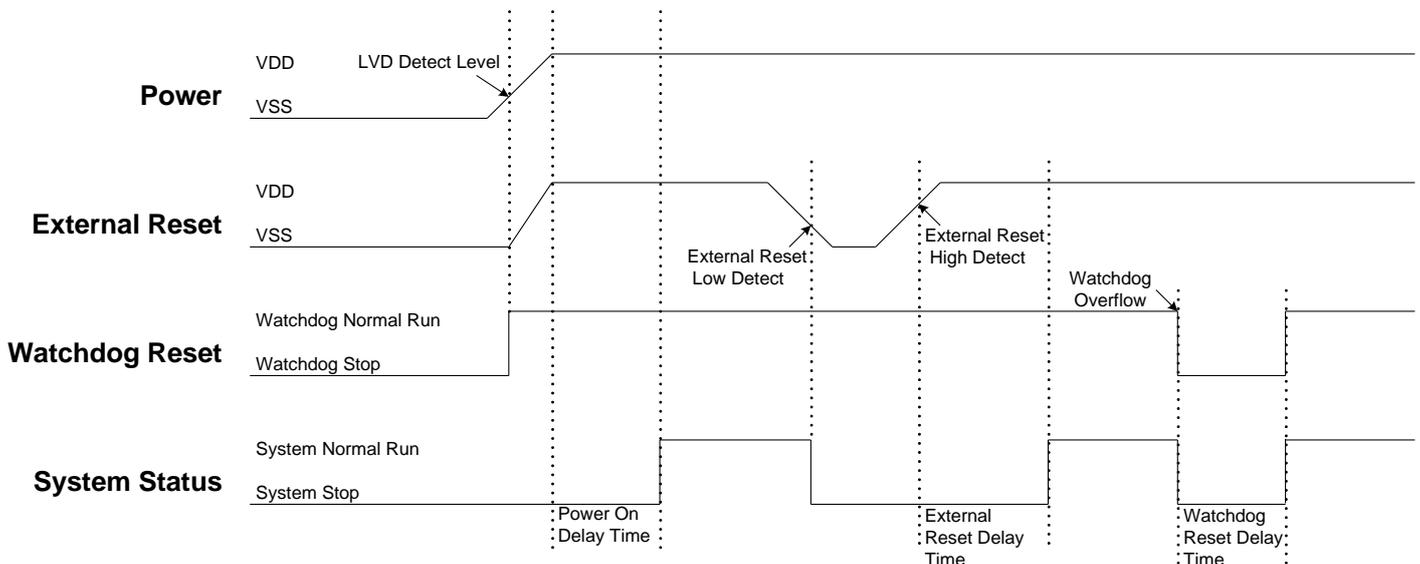 Power
VDD
LVD Detect Level
VSS
External Reset
VDD
VSS
External Reset
Low Detect
External Reset
High Detect
Watchdog Reset
Watchdog Normal Run
Watchdog Stop
Watchdog
Overflow
System Status
System Normal Run
System Stop
Power On
Delay Time
External
Reset Delay
Time
Watchdog
Reset Delay
Time